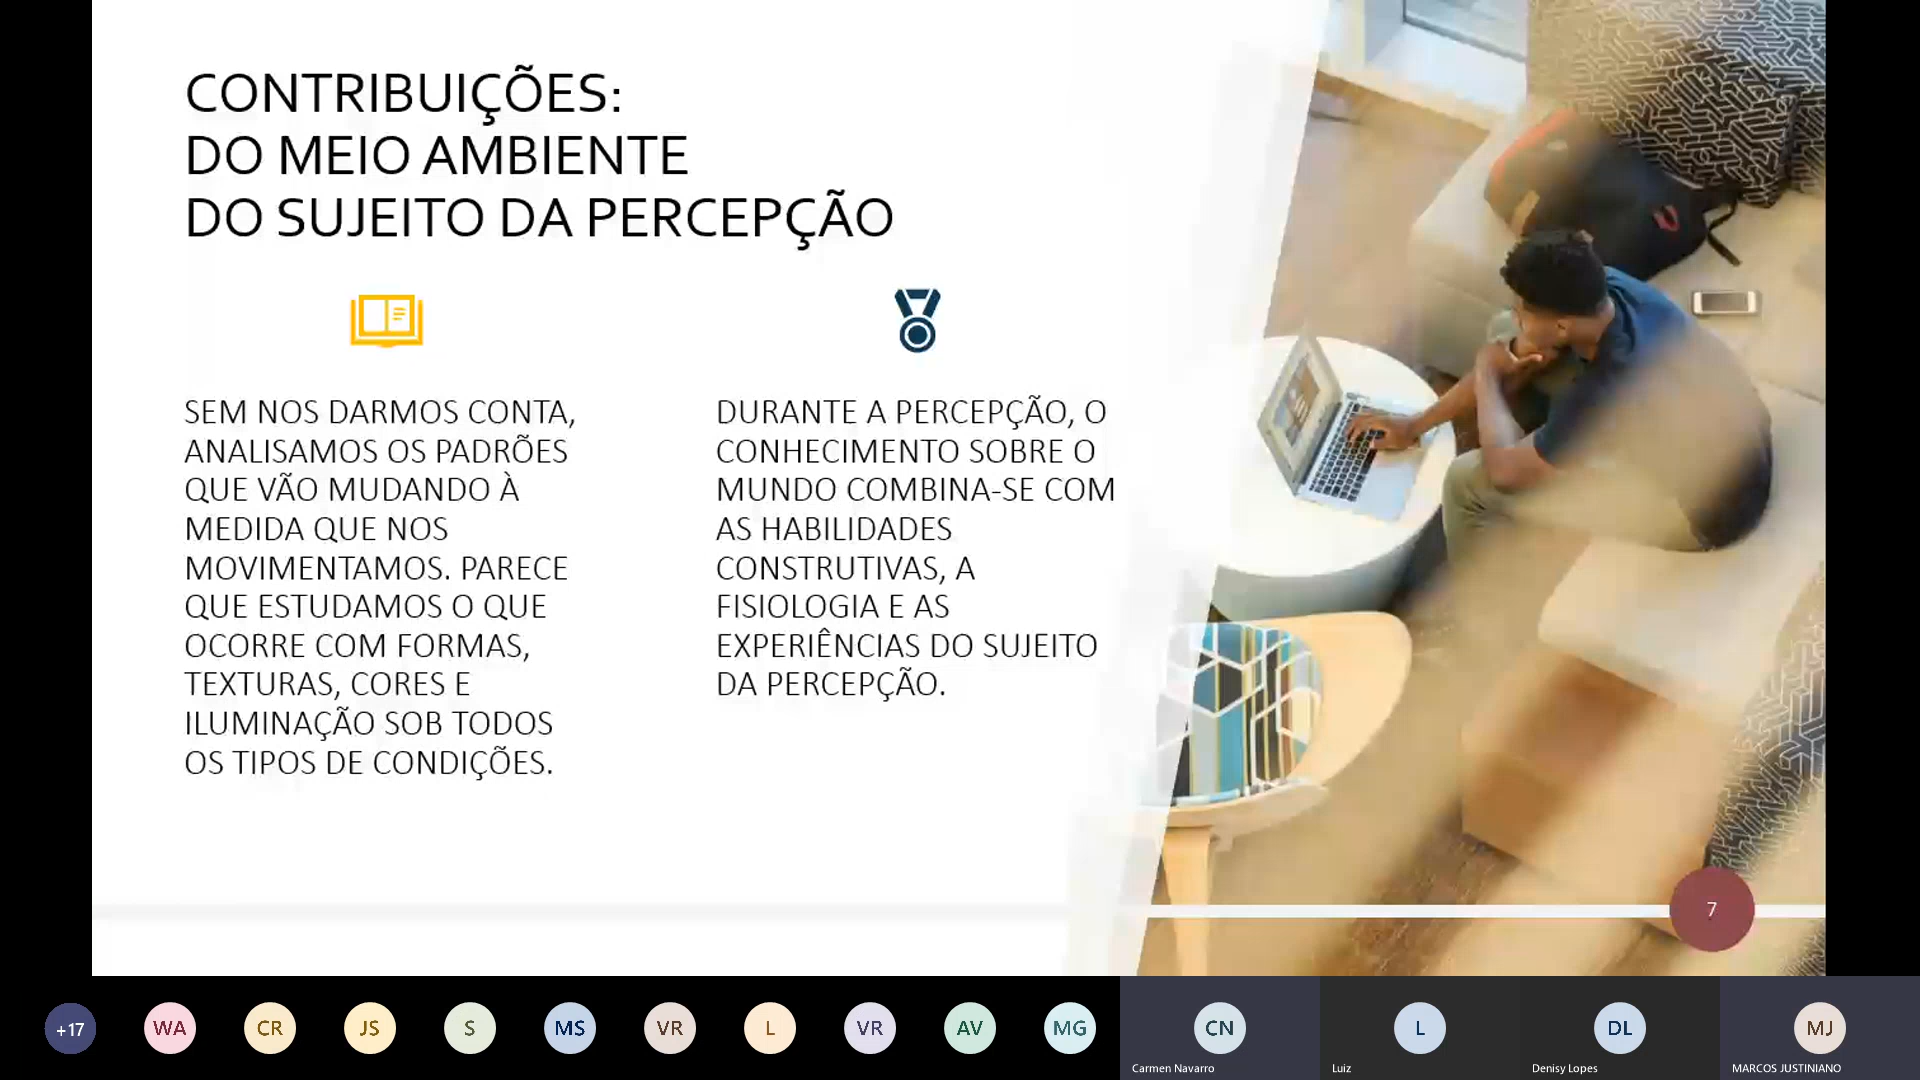 CONTRIBUIÇÕES:
DO MEIO AMBIENTE
DO SUJEITO DA PERCEPÇÃO
SEM NOS DARMOS CONTA,
ANALISAMOS OS PADRÕES
QUE VÃO MUDANDO À
MEDIDA QUE NOS
MOVIMENTAMOS. PARECE
QUE ESTUDAMOS O QUE
OCORRE COM FORMAS,
TEXTURAS, CORES E
ILUMINAÇÃO SOB TODOS
OS TIPOS DE CONDIÇÕES.
DURANTE A PERCEPÇÃO, O
CONHECIMENTO SOBRE O
MUNDO COMBINA-SE COM
AS HABILIDADES
CONSTRUTIVAS, A
FISIOLOGIA E AS
EXPERIÊNCIAS DO SUJEITO
DA PERCEPÇÃO.
7
+17
WA
CR
JS
S
MS
VR
L
VR
AV
MG
CN
Carmen Navarro
L
Luiz
DL
Denisy Lopes
MJ
MARCOS JUSTINIANO